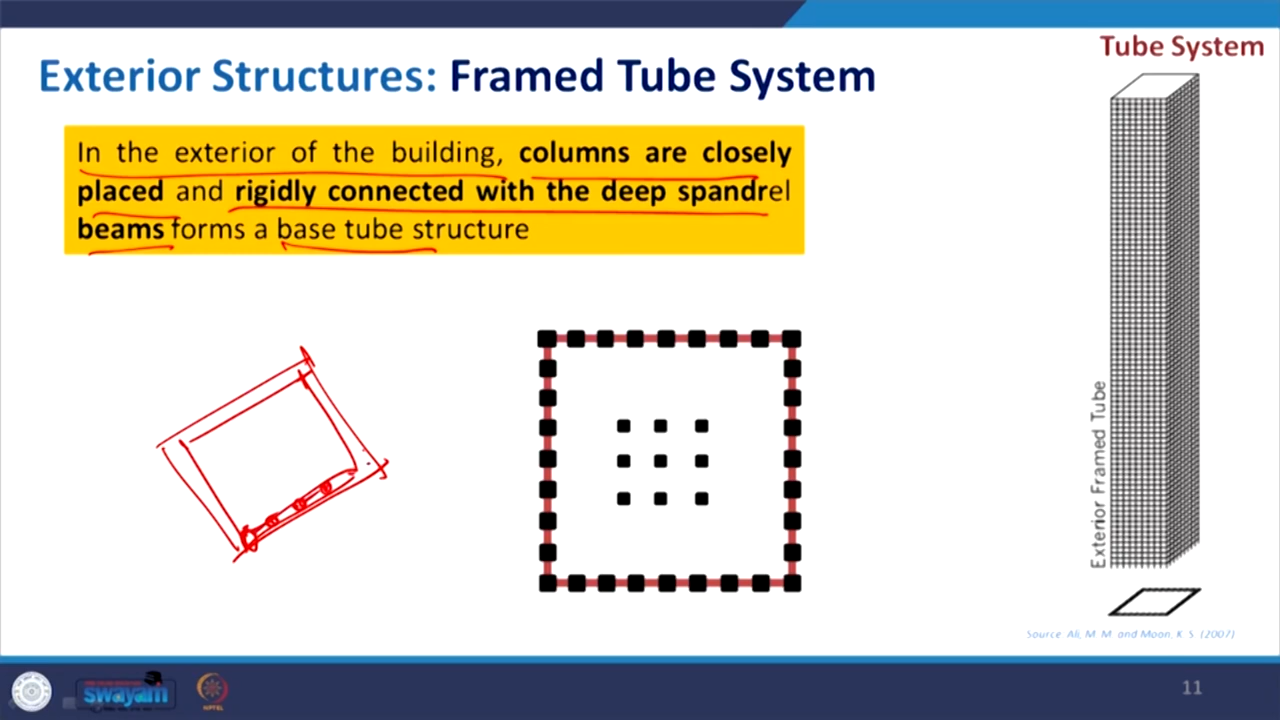 Tube System
Exterior Structures: Framed Tube System
In the exterior of the building, columns are closely
placed and rigidly connected with the deep spandrel
beams forms a base tube structure
Exterior Framed Tube
Source: Ali, M. M. and Moon, K. S. (2007)
swayam
11